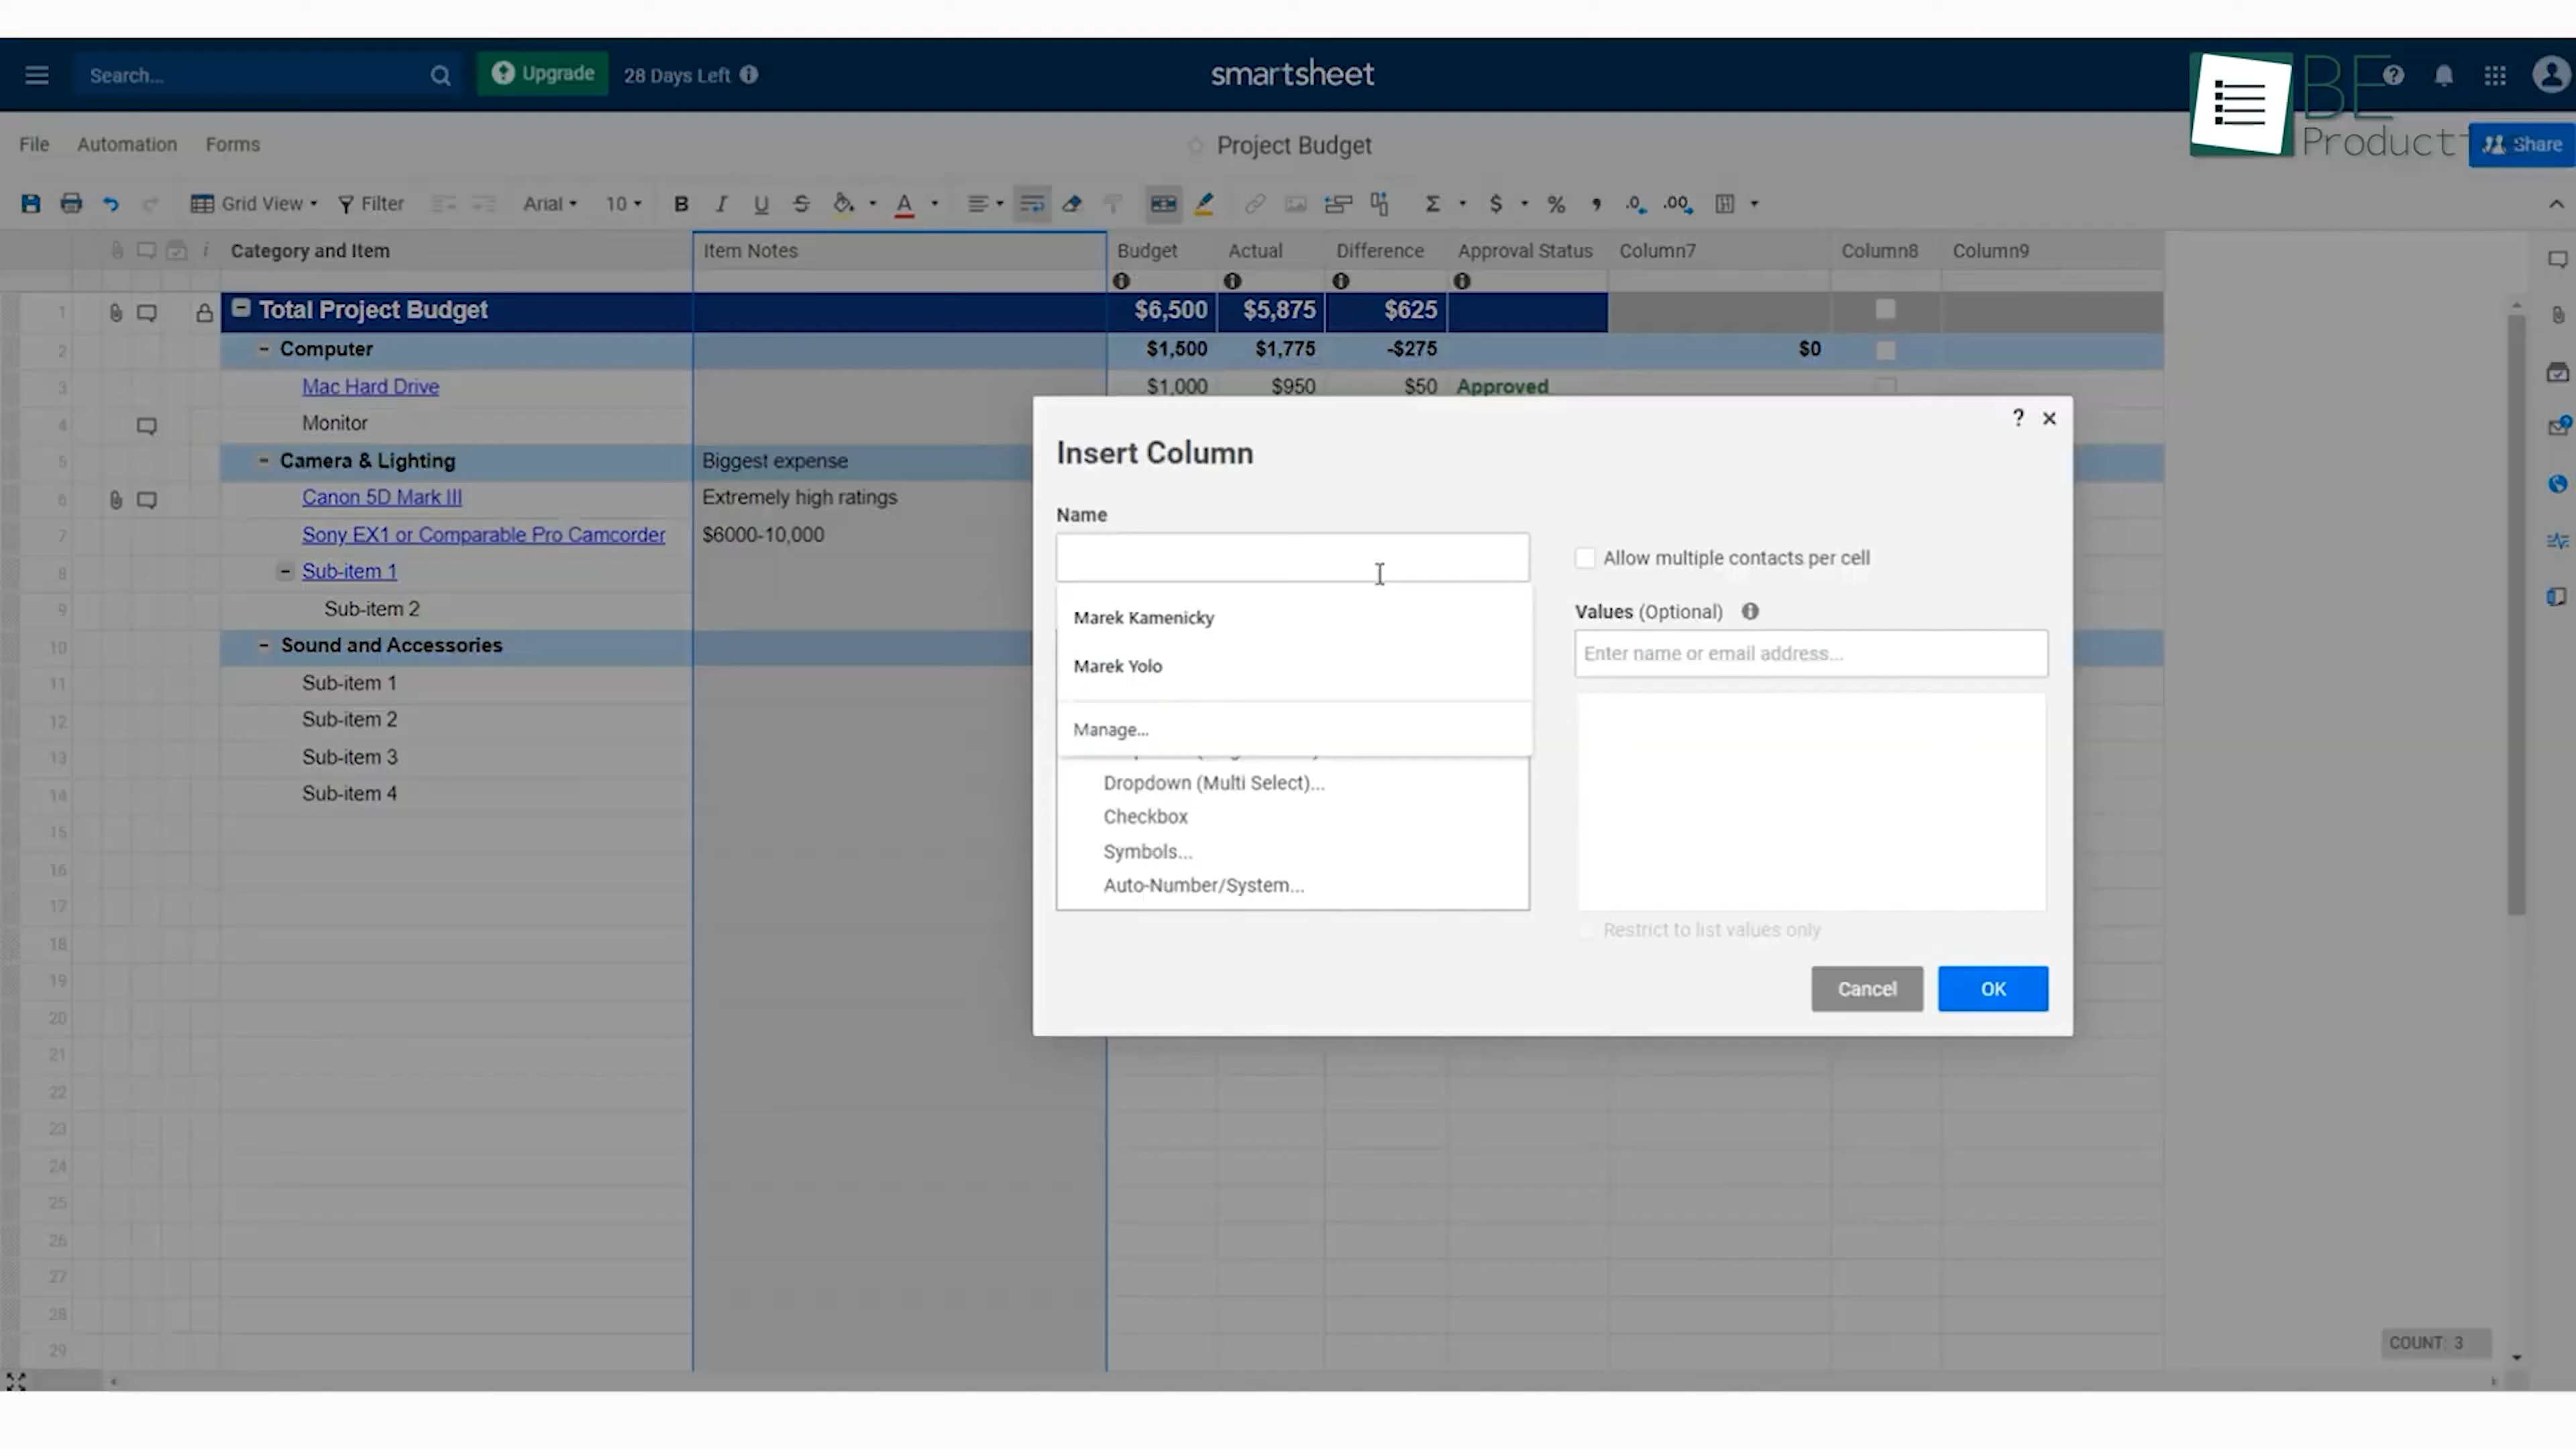 Search...
Upgrade
28 Days Left
smartsheet
BE
Product
File
Automation
Forms
Project Budget
Share
Grid View
Filter
Arial
10
B
I
U
S
A
Σ
$
%
.0
.00
Category and Item
Item Notes
Budget
Actual
Difference
Approval Status
Column7
Column8
Column9
1
Total Project Budget
$6,500
$5,875
$625
2
Computer
$1,500
$1,775
-$275
$0
3
Mac Hard Drive
$1,000
$950
$50
Approved
4
Monitor
5
Camera & Lighting
Biggest expense
6
Canon 5D Mark III
Extremely high ratings
7
Sony EX1 or Comparable Pro Camcorder
$6000-10,000
8
Sub-item 1
9
Sub-item 2
10
Sound and Accessories
11
Sub-item 1
12
Sub-item 2
13
Sub-item 3
14
Sub-item 4
15
16
17
18
19
20
21
22
23
24
25
26
27
28
29
?
Insert Column
Name
Allow multiple contacts per cell
Marek Kamenicky
Values (Optional)
Marek Yolo
Enter name or email address...
Manage...
Dropdown (Multi Select)...
Checkbox
Symbols...
Auto-Number/System...
Restrict to list values only
Cancel
OK
COUNT: 3